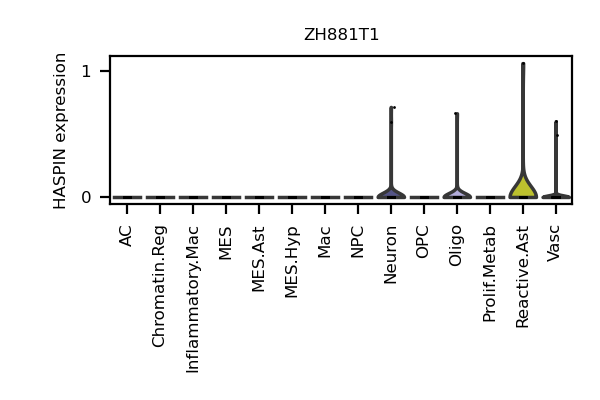 ZH881T1
HASPIN expression
1
0
AC
Chromatin.Reg
Inflammatory.Mac
MES
MES.Ast
MES.Hyp
Mac
NPC
Neuron
OPC
Oligo
Prolif.Metab
Reactive.Ast
Vasc